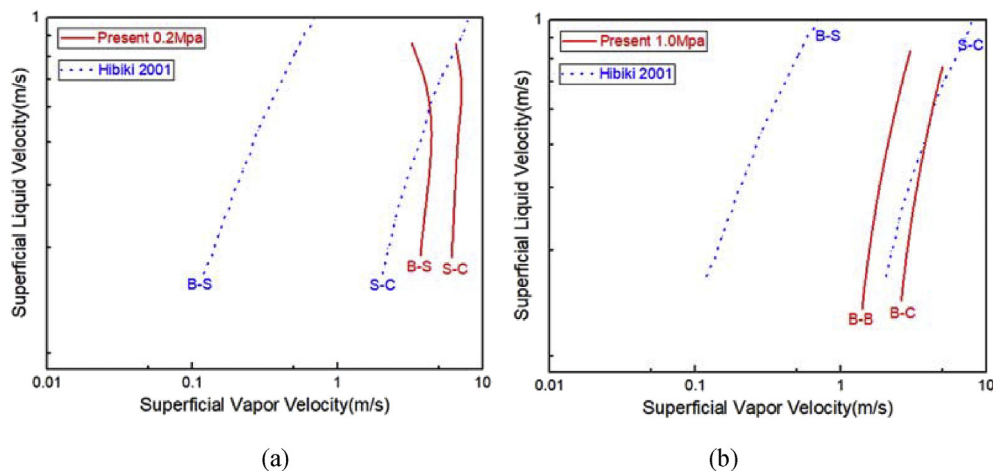 1
Present 0.2Mpa
Hibiki 2001
Superficial Liquid Velocity(m/s)
B-S
S-C
B-S
S-C
0.01
0.1
1
10
Superficial Vapor Velocity(m/s)
(a)
1
Present 1.0Mpa
Hibiki 2001
B-S
S-C
Superficial Liquid Velocity(m/s)
B-B
B-C
0.01
0.1
1
10
Superficial Vapor Velocity(m/s)
(b)